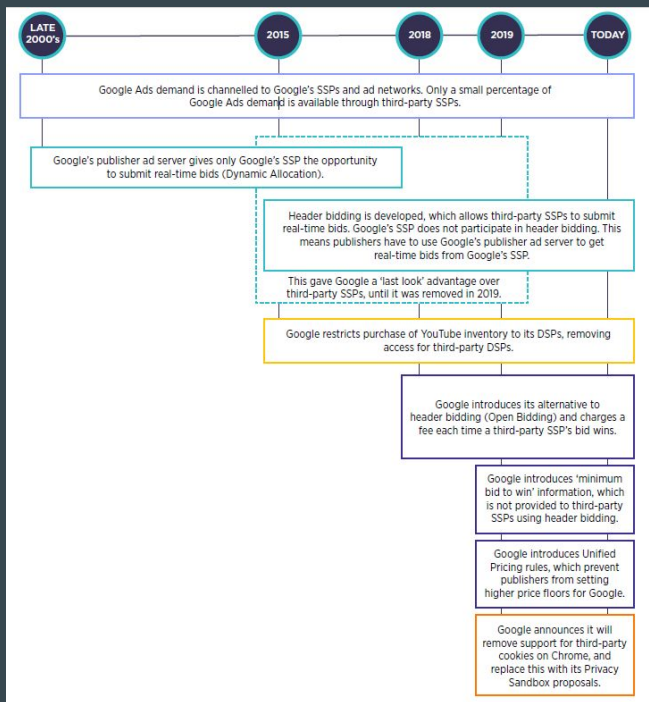 LATE
2000's
2015
2018
2019
TODAY
Google Ads demand is channelled to Google's SSPs and ad networks. Only a small percentage of
Google Ads demand is available through third-party SSPs.
Google's publisher ad server gives only Google's SSP the opportunity
to submit real-time bids (Dynamic Allocation).
Header bidding is developed, which allows third-party SSPs to submit
real-time bids. Google's SSP does not participate in header bidding. This
means publishers have to use Google's publisher ad server to get
real-time bids from Google's SSP.
This gave Google a 'last look' advantage over
third-party SSPs, until it was removed in 2019.
Google restricts purchase of YouTube inventory to its DSPs, removing
access for third-party DSPs.
Google introduces its alternative to
header bidding (Open Bidding) and charges a
fee each time a third-party SSP's bid wins.
Google introduces 'minimum
bid to win' information, which
is not provided to third-party
SSPs using header bidding.
Google introduces Unified
Pricing rules, which prevent
publishers from setting
higher price floors for Google.
Google announces it will
remove support for third-party
cookies on Chrome, and
replace this with its Privacy
Sandbox proposals.